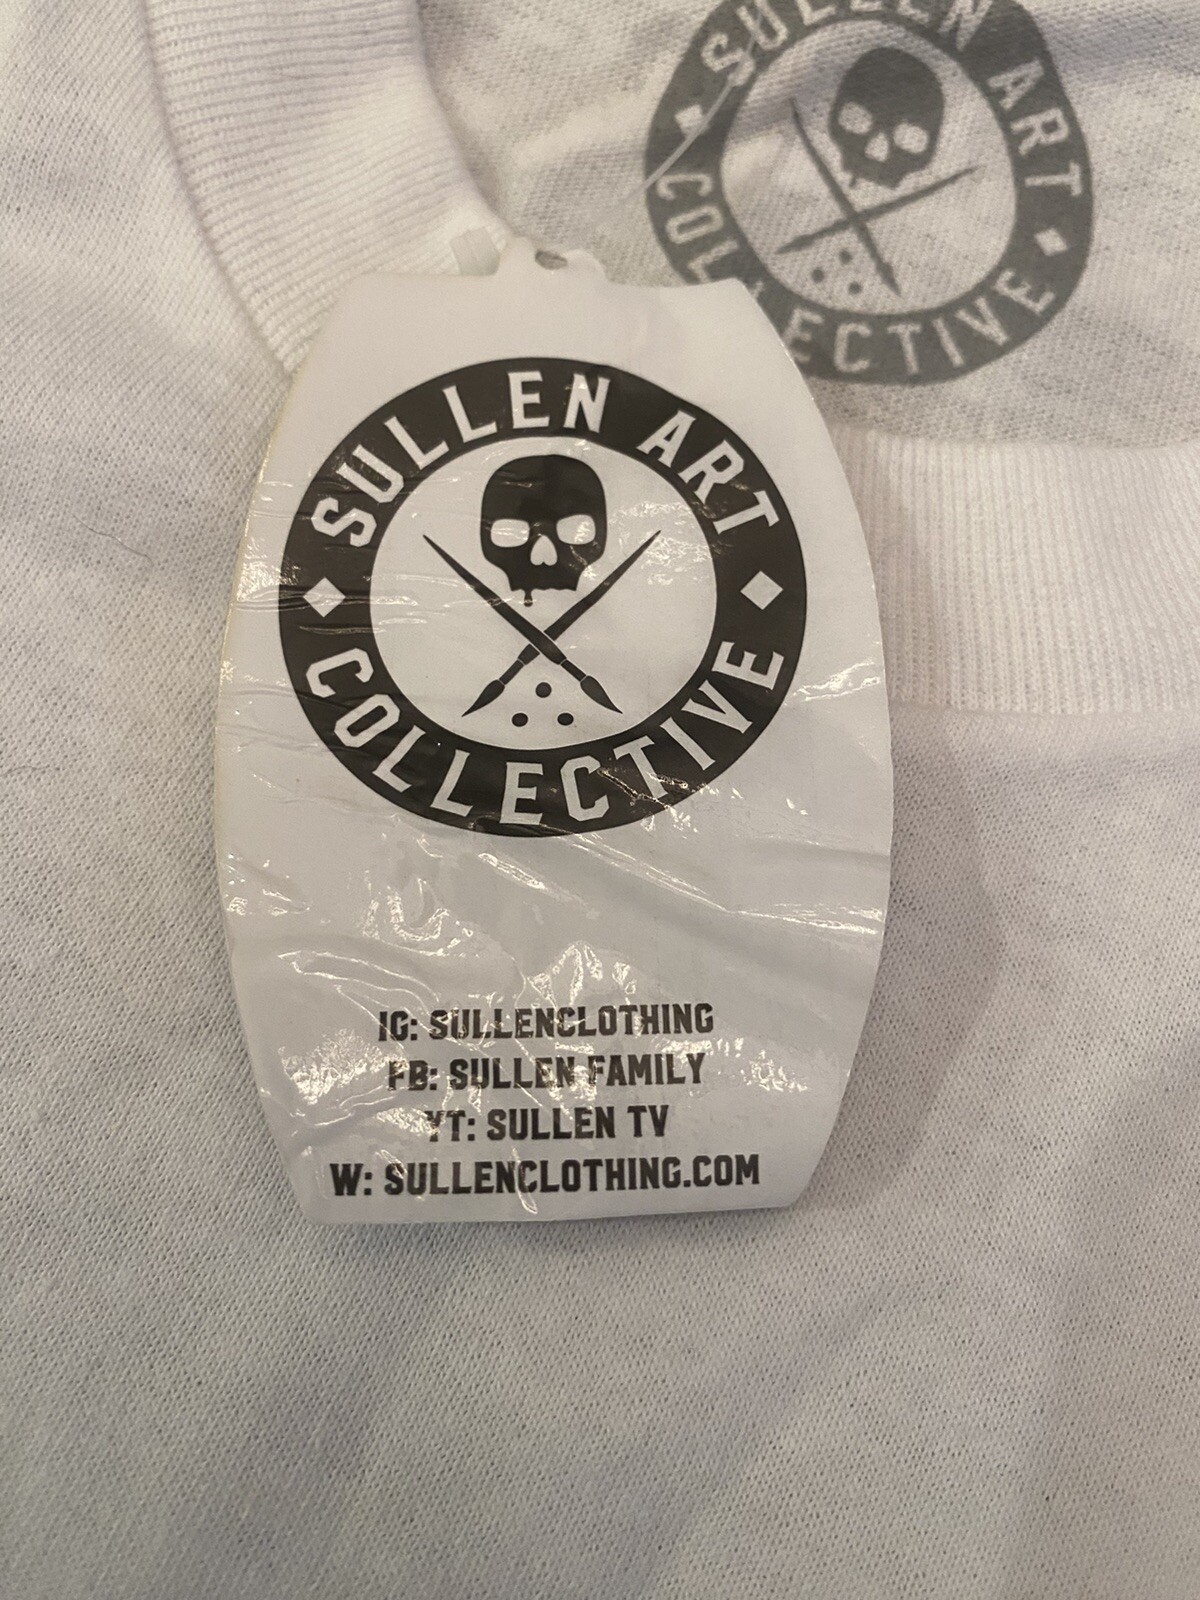 SULLEN ART
COLLECTIVE
SULLEN ART
COLLECTIVE
IG: SULLENCLOTHING
FB: SULLEN FAMILY
YT: SULLEN TV
W: SULLENCLOTHING.COM